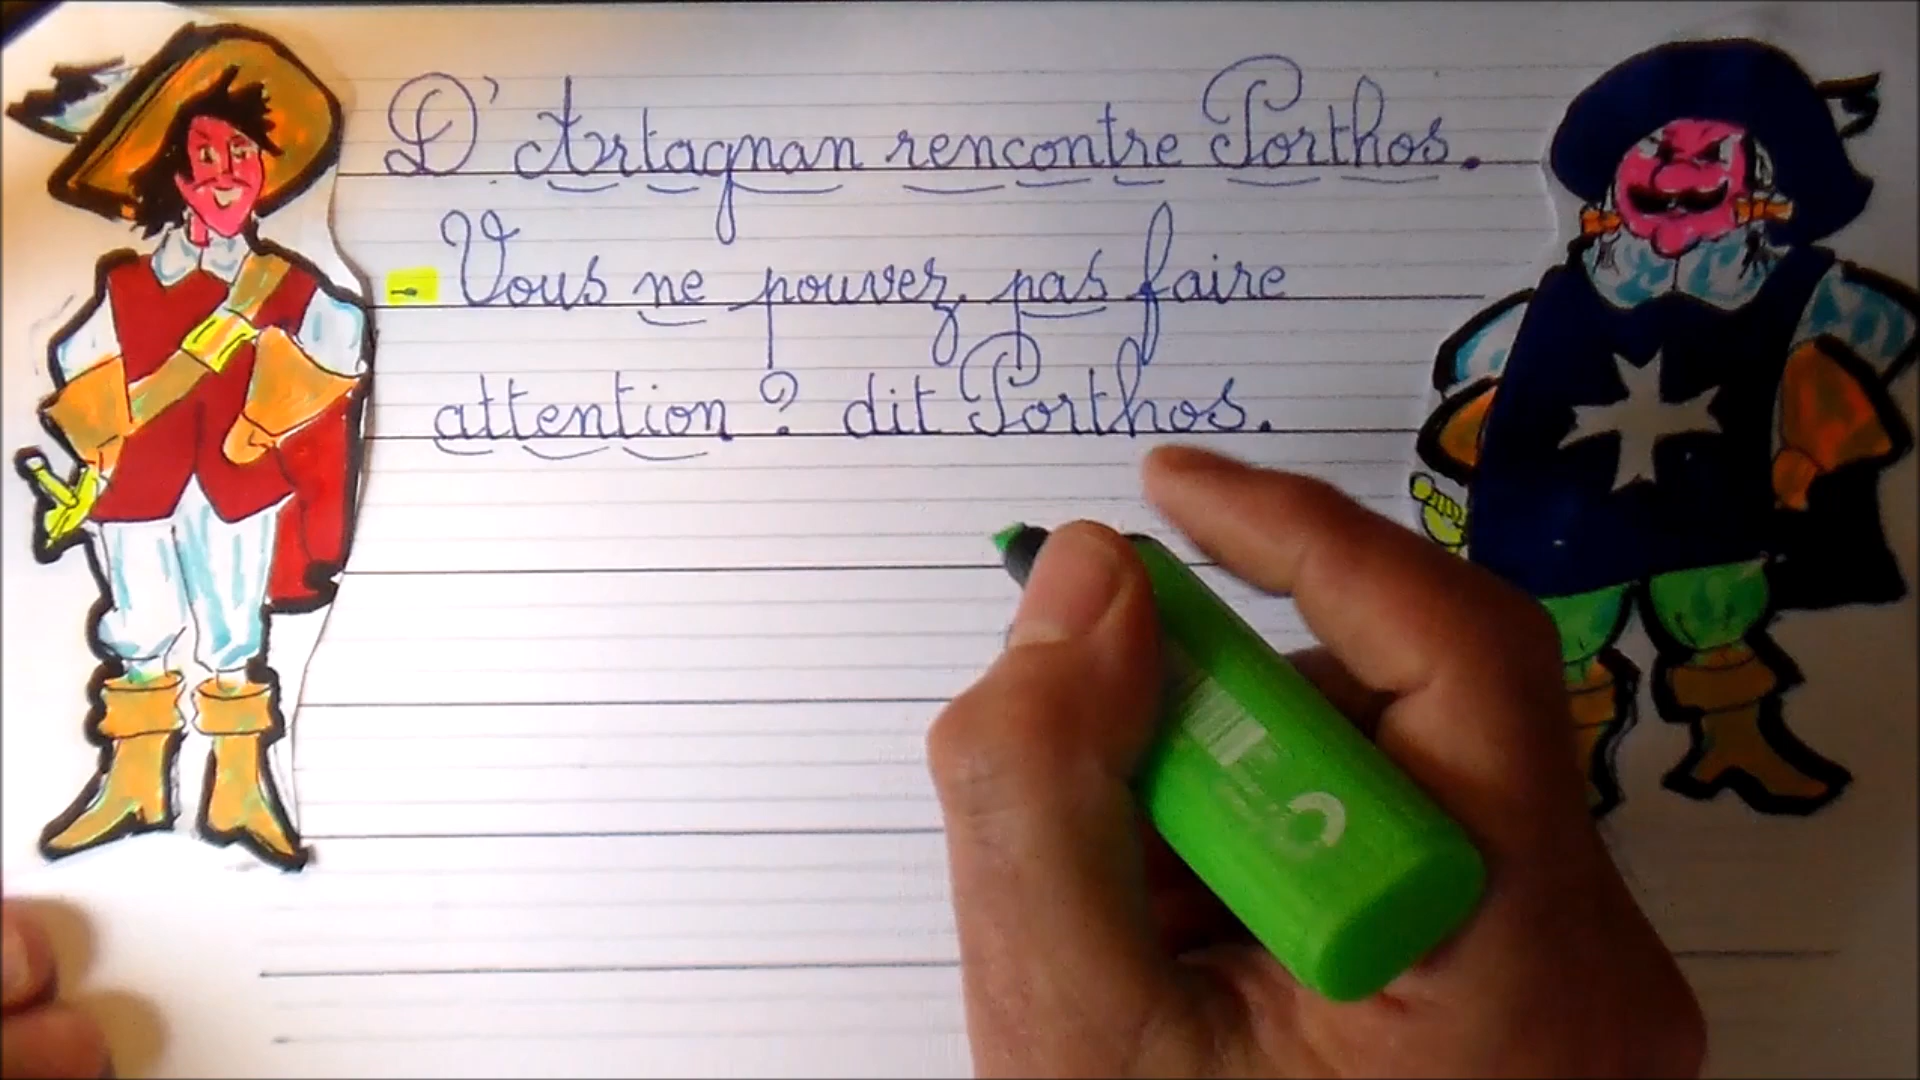 D'Artagnan rencontre Porthos.
- Vous ne pouvez pas faire
attention ? dit Porthos.